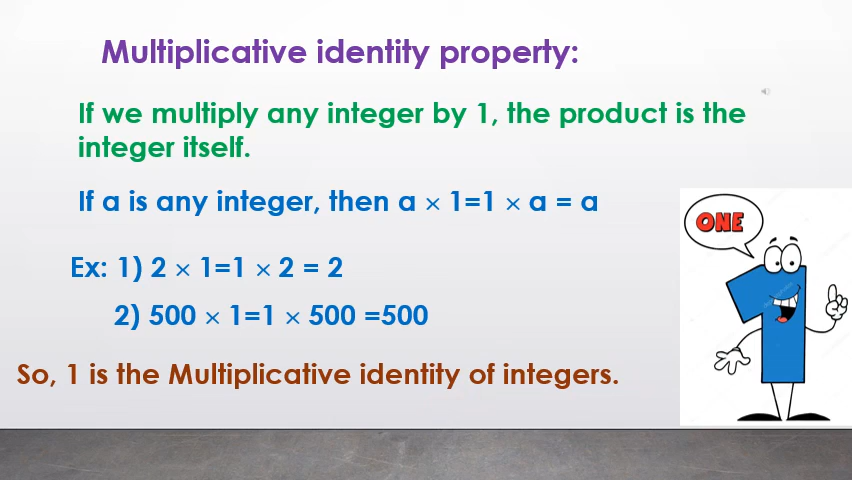 Multiplicative identity property:
If we multiply any integer by 1, the product is the
integer itself.
If a is any integer, then a × 1=1 × a = a
ONE
Ex: 1) 2 × 1=1 × 2 = 2
2) 500 × 1=1 × 500 =500
So, 1 is the Multiplicative identity of integers.